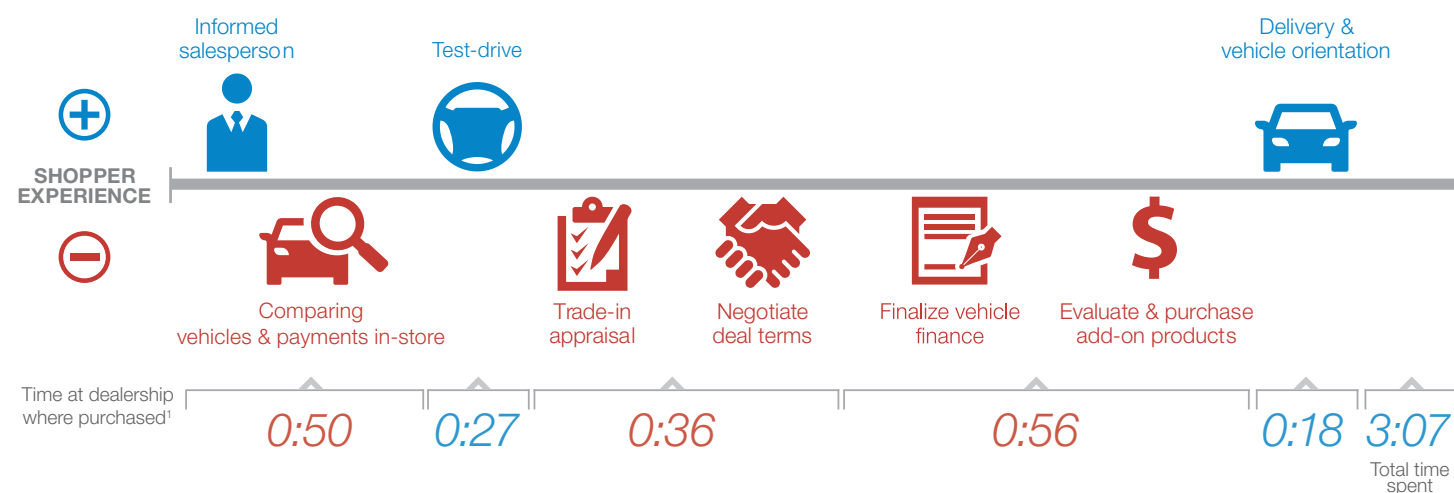 Informed
salesperson
Test-drive
Delivery &
vehicle orientation
SHOPPER
EXPERIENCE
Comparing
vehicles & payments in-store
Trade-in
appraisal
Negotiate
deal terms
Finalize vehicle
finance
$
Evaluate & purchase
add-on products
Time at dealership
where purchased¹
0:50
0:27
0:36
0:56
0:18
3:07
Total time
spent